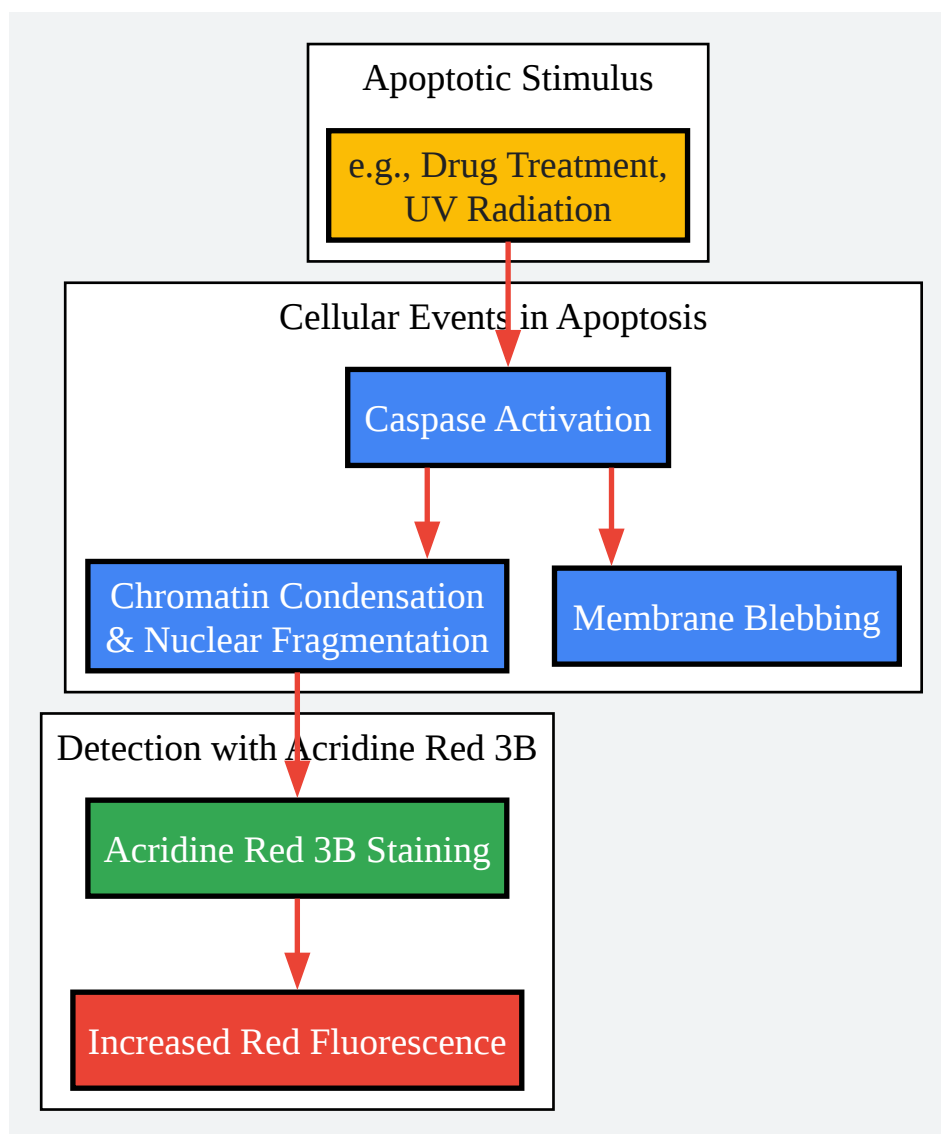 Apoptotic Stimulus
e.g., Drug Treatment,
UV Radiation
Cellular Events in Apoptosis
Caspase Activation
Chromatin Condensation
& Nuclear Fragmentation
Membrane Blebbing
Detection with Acridine Red 3B
Acridine Red 3B Staining
Increased Red Fluorescence